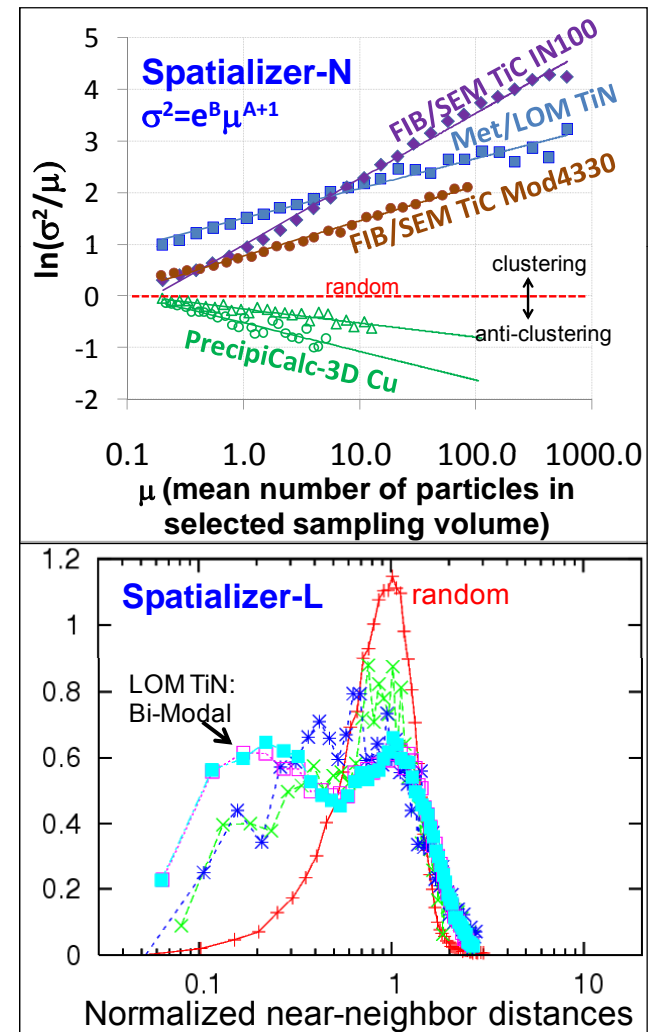 5
4
3
2
1
0
-1
-2
ln(σ²/μ)
Spatializer-N
σ²=e^B μ^A+1
FIB/SEM TiC IN100
Met/LOM TiN
FIB/SEM TiC Mod4330
random
clustering
anti-clustering
PrecipiCalc-3D Cu
0.1 1.0 10.0 100.0 1000.0
μ (mean number of particles in
selected sampling volume)
1.2
1
0.8
0.6
0.4
0.2
0
Spatializer-L
random
LOM TiN:
Bi-Modal
0.1 1 10
Normalized near-neighbor distances